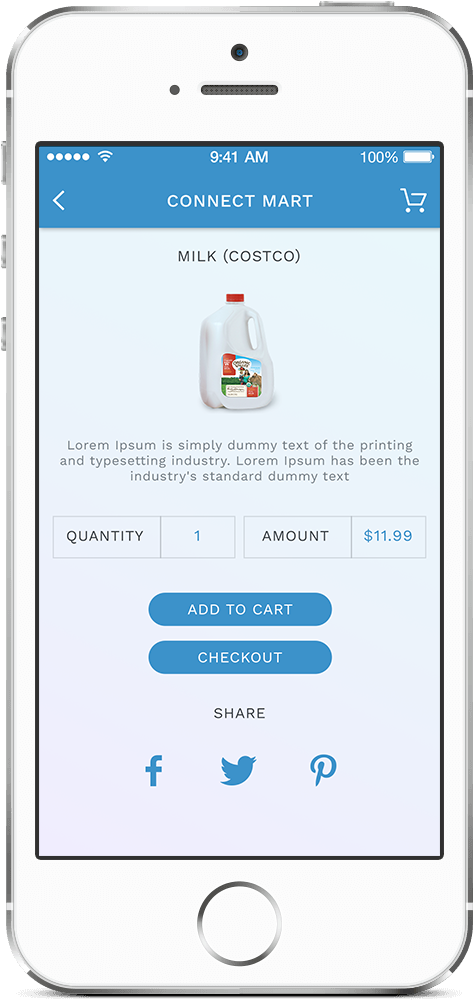 9:41 AM 100%
CONNECT MART
MILK (COSTCO)
Lorem Ipsum is simply dummy text of the printing
and typesetting industry. Lorem Ipsum has been the
industry's standard dummy text
QUANTITY 1 AMOUNT $11.99
ADD TO CART
CHECKOUT
SHARE